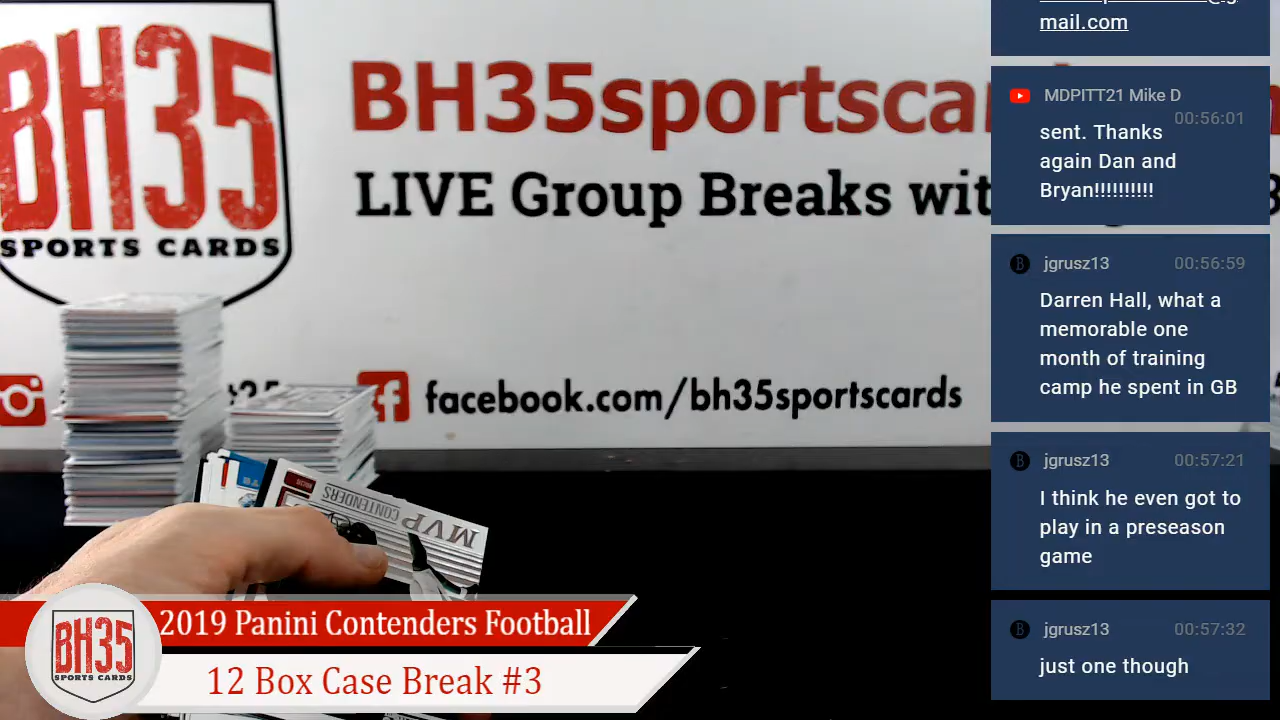 BH35
SPORTS CARDS
BH35sportscar
LIVE Group Breaks wit
facebook.com/bh35sportscards
MVP
CONTENDERS
BH35
SPORTS CARDS
2019 Panini Contenders Football
12 Box Case Break #3
mail.com
MDPITT21 Mike D
00:56:01
sent. Thanks
again Dan and
Bryan!!!!!!!!!!
jgrusz13 00:56:59
Darren Hall, what a
memorable one
month of training
camp he spent in GB
jgrusz13 00:57:21
I think he even got to
play in a preseason
game
jgrusz13 00:57:32
just one though